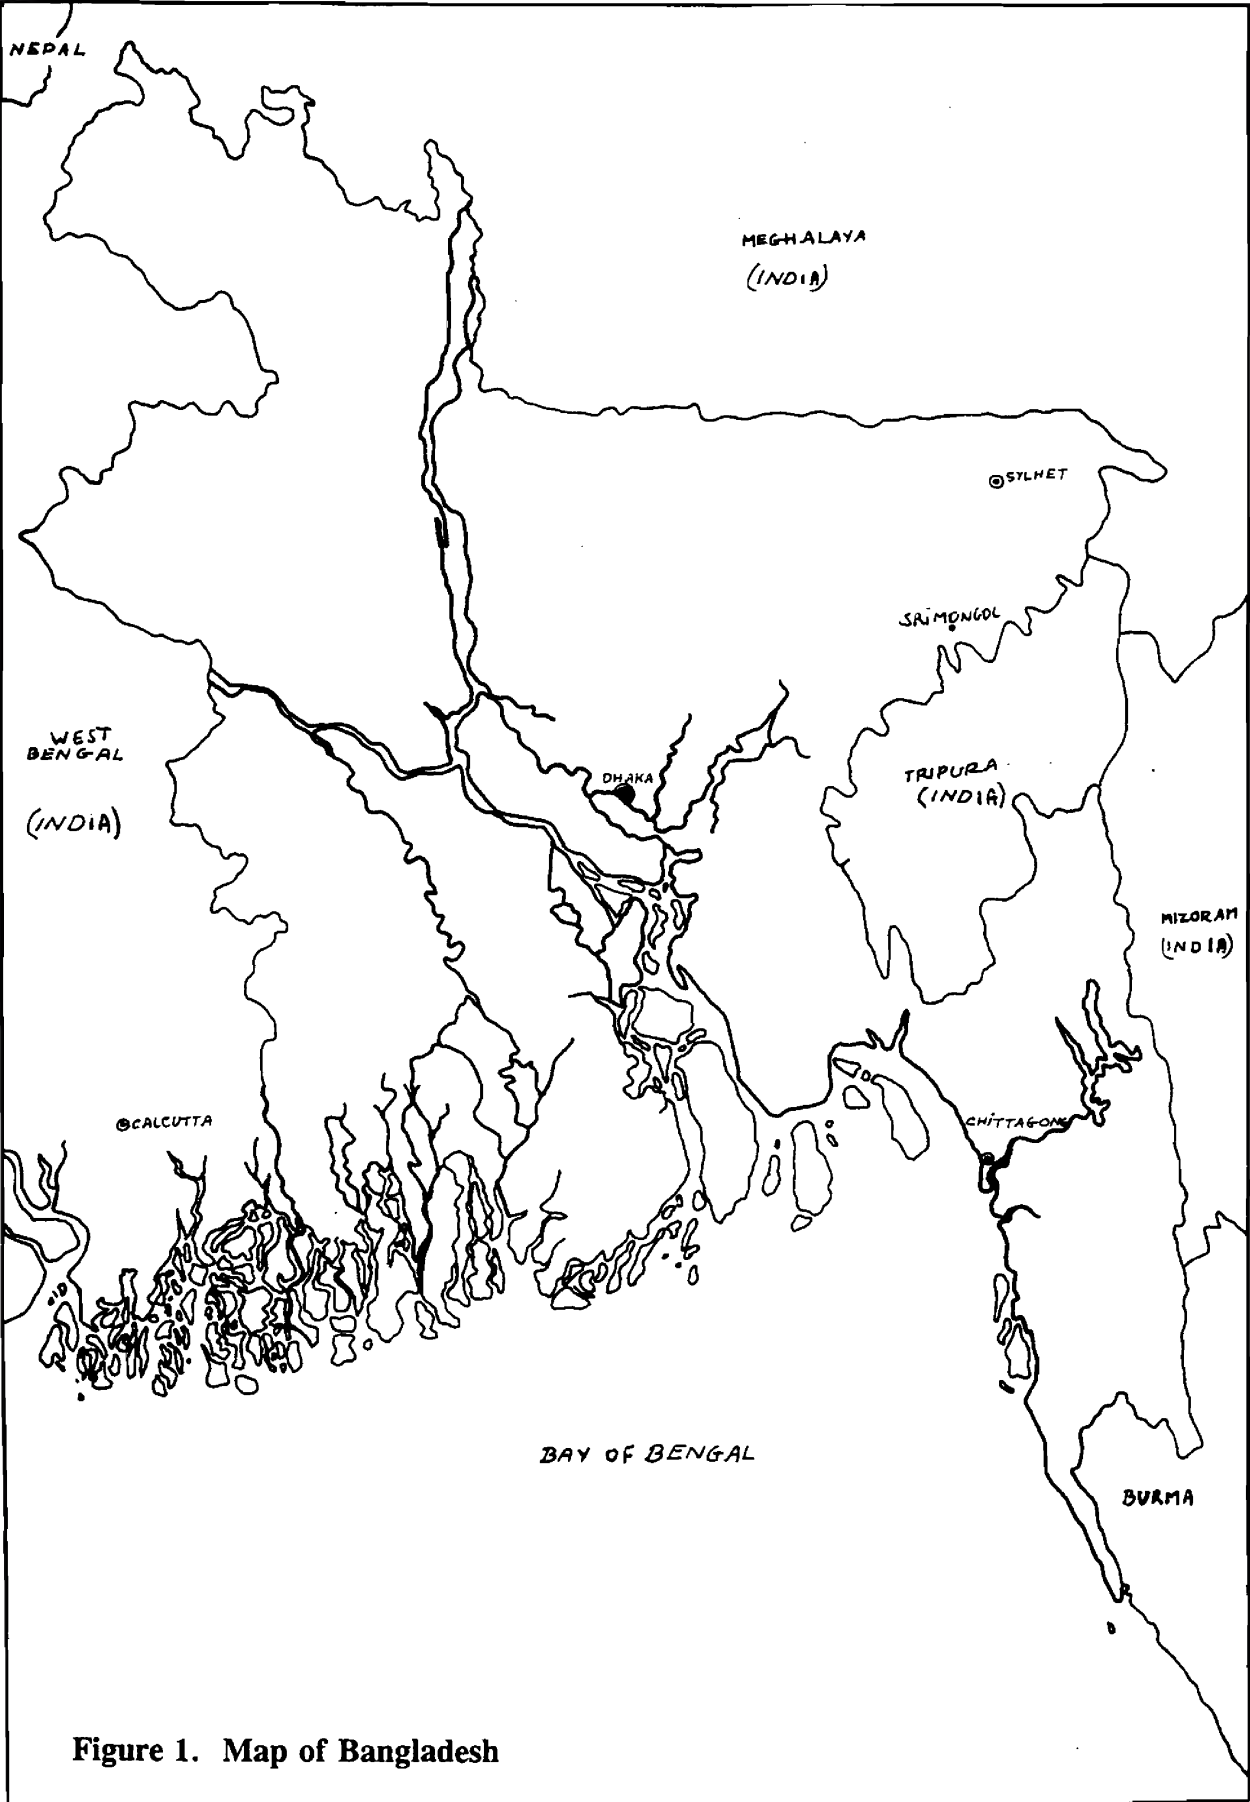 NEPAL
MEGHALAYA
(INDIA)
SYLHET
SRIMONGOL
WEST
BENGAL
(INDIA)
DHAKA
TRIPURA
(INDIA)
MIZORAM
(INDIA)
CALCUTTA
CHITTAGONG
BAY OF BENGAL
BURMA
Figure 1. Map of Bangladesh